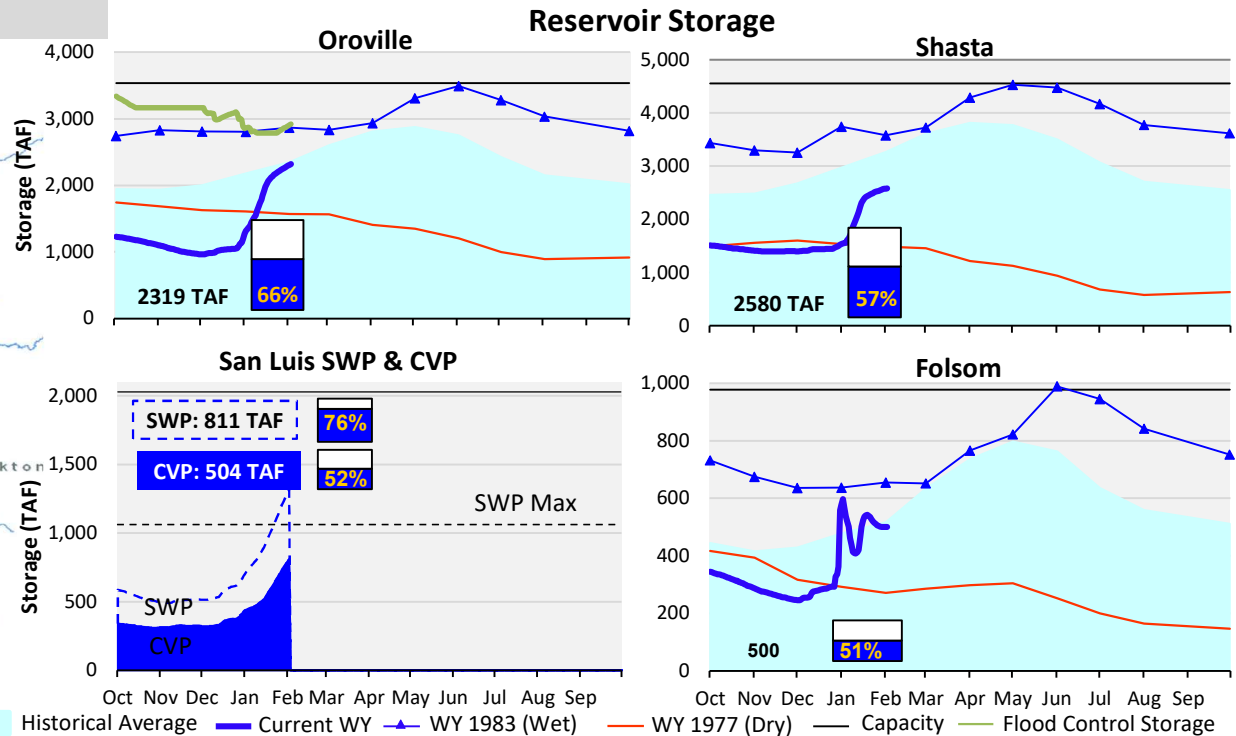 Reservoir Storage
Oroville
4,000
3,000
2,000
1,000
0
Storage (TAF)
2319 TAF
66%
Shasta
5,000
4,000
3,000
2,000
1,000
0
2580 TAF
57%
San Luis SWP & CVP
2,000
1,500
1,000
500
0
Storage (TAF)
SWP: 811 TAF
76%
CVP: 504 TAF
52%
SWP Max
SWP
CVP
Oct Nov Dec Jan Feb Mar Apr May Jun Jul Aug Sep
Folsom
1,000
800
600
400
200
0
500
51%
Oct Nov Dec Jan Feb Mar Apr May Jun Jul Aug Sep
kton
Historical Average Current WY WY 1983 (Wet) WY 1977 (Dry) Capacity Flood Control Storage